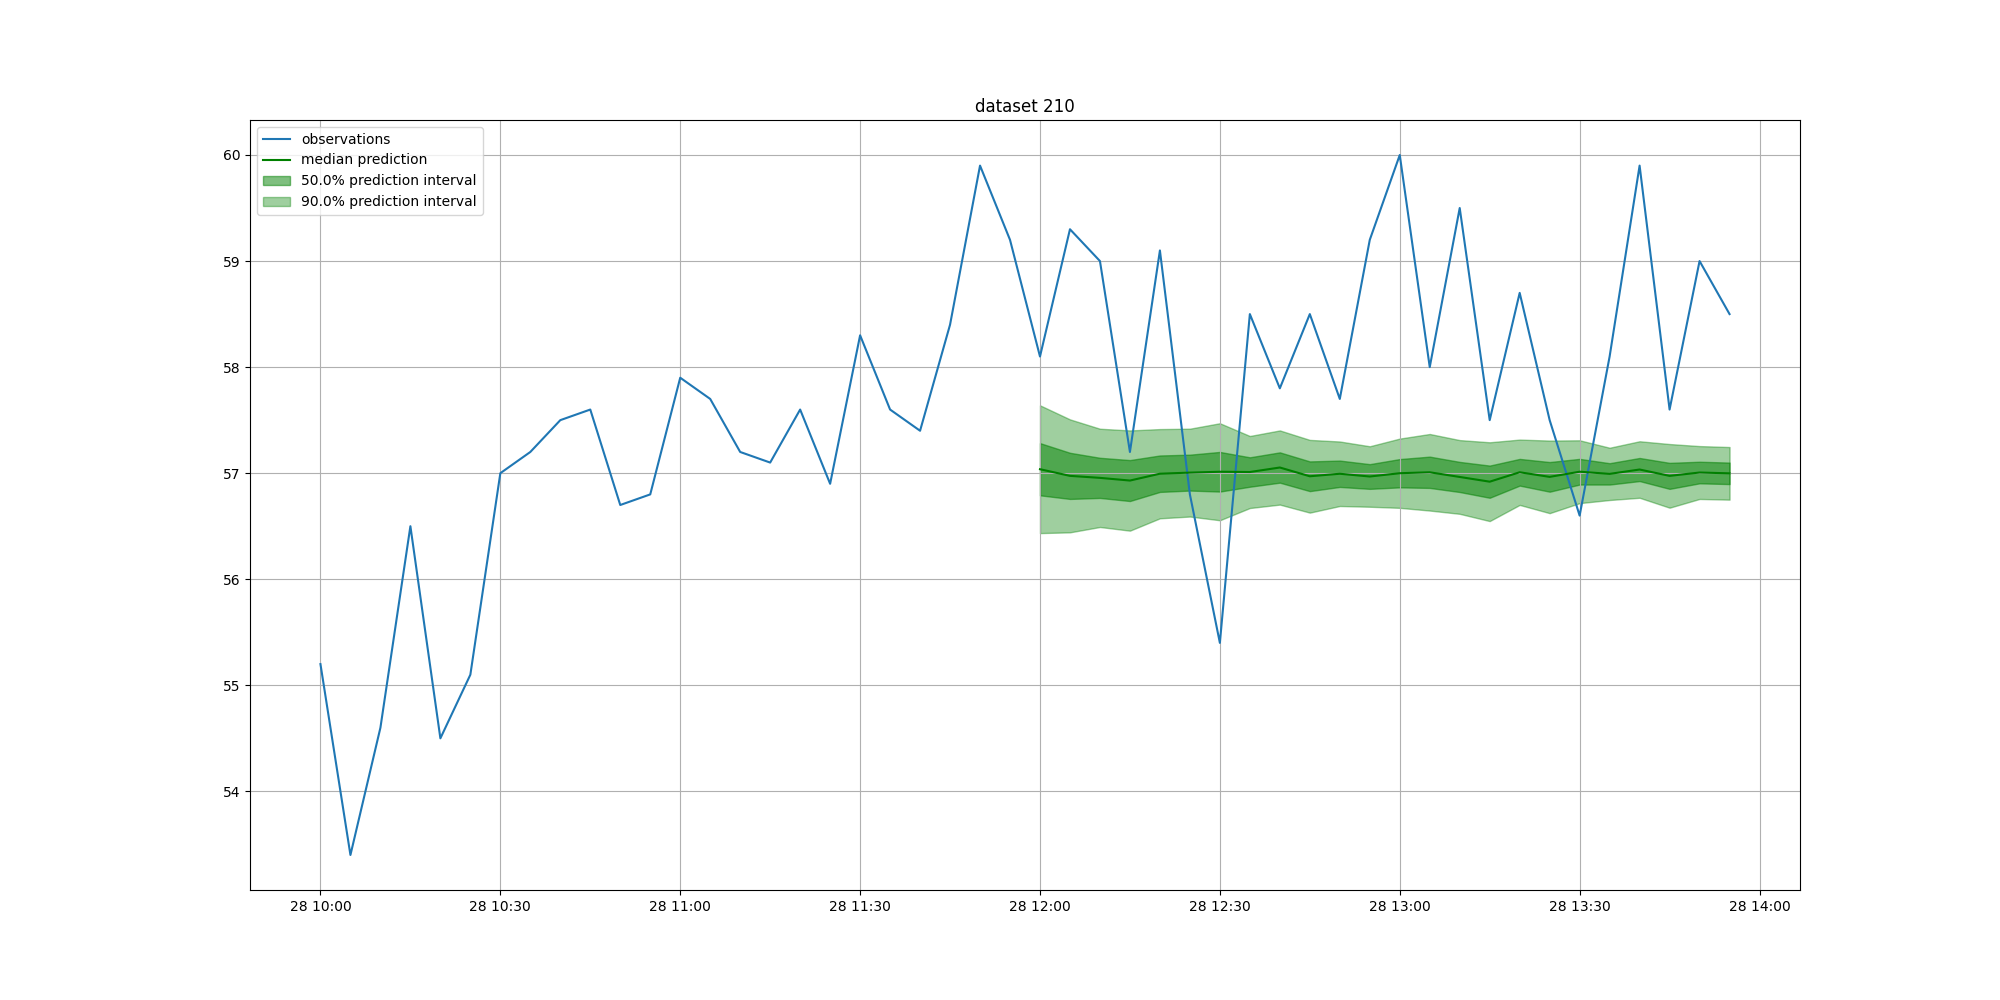 dataset 210
observations
median prediction
50.0% prediction interval
90.0% prediction interval
60
59
58
57
56
55
54
28 10:00 28 10:30 28 11:00 28 11:30 28 12:00 28 12:30 28 13:00 28 13:30 28 14:00